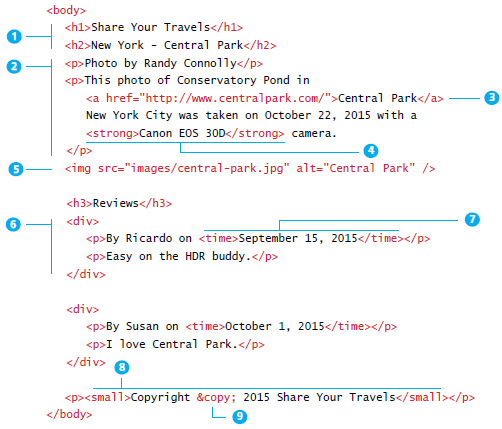 <body>
1 <h1>Share Your Travels</h1>
<h2>New York - Central Park</h2>
2 <p>Photo by Randy Connolly</p>
<p>This photo of Conservatory Pond in
<a href="http://www.centralpark.com/">Central Park</a> 3
New York City was taken on October 22, 2015 with a
<strong>Canon EOS 30D</strong> camera.
</p> 4
5 <img src="images/central-park.jpg" alt="Central Park" />
<h3>Reviews</h3>
6 <div> 7
<p>By Ricardo on <time>September 15, 2015</time></p>
<p>Easy on the HDR buddy.</p>
</div>
<div>
<p>By Susan on <time>October 1, 2015</time></p>
<p>I love Central Park.</p>
</div>
8
<p><small>Copyright &copy; 2015 Share Your Travels</small></p>
</body> 9